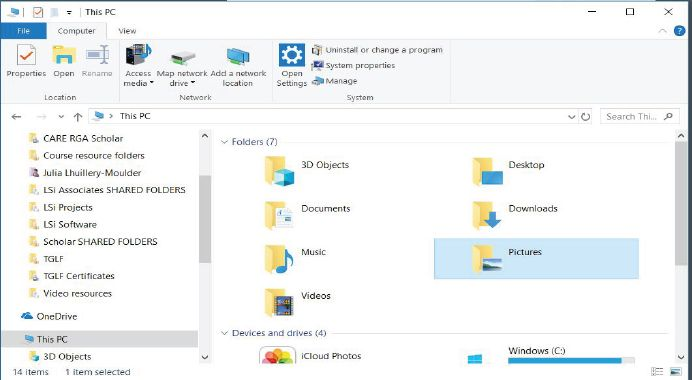 This PC
File Computer View
Properties Open Rename Access media Map network drive Add a network location Open Settings Uninstall or change a program
System properties
Manage
Location Network System
This PC Search Thi...
CARE RGA Scholar
Course resource folders
Julia Lhuillery-Moulder
LSi Associates SHARED FOLDERS
LSi Projects
LSi Software
Scholar SHARED FOLDERS
TGLF
TGLF Certificates
Video resources
OneDrive
This PC
3D Objects
Folders (7)
3D Objects Desktop
Documents Downloads
Music Pictures
Videos
Devices and drives (4)
iCloud Photos Windows (C:)
14 items 1 item selected